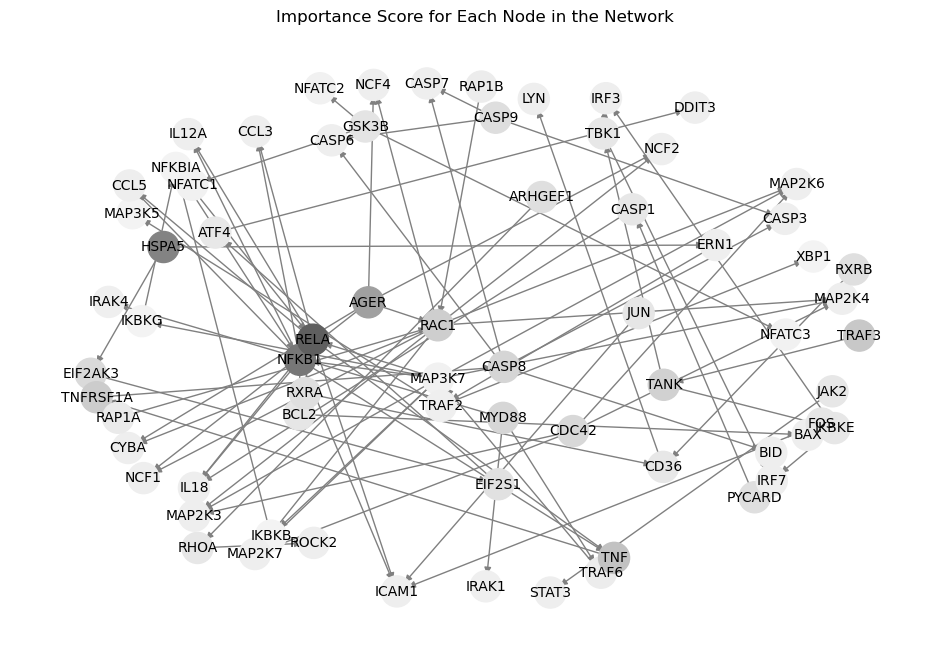 Importance Score for Each Node in the Network
NFATC2
NCF4
CASP7
RAP1B
LYN
IRF3
DDIT3
IL12A
CCL3
CASP6
GSK3B
CASP9
TBK1
NCF2
NFKBIA
CCL5
NFATC1
MAP2K6
MAP3K5
ARHGEF1
CASP1
CASP3
ATF4
HSPA5
ERN1
XBP1
RXRB
IRAK4
AGER
MAP2K4
IKBKG
RAC1
JUN
NFATC3
TRAF3
RELA
NFKB1
EIF2AK3
CASP8
MAP3K7
TANK
TNFRSF1A
RXRA
JAK2
TRAF2
RAP1A
BCL2
MYD88
CDC42
FOS
IKBKE
BAX
CYBA
BID
NCF1
CD36
IL18
EIF2S1
IRF7
PYCARD
MAP2K3
IKBKB
ROCK2
RHOA
MAP2K7
TNF
TRAF6
ICAM1
IRAK1
STAT3